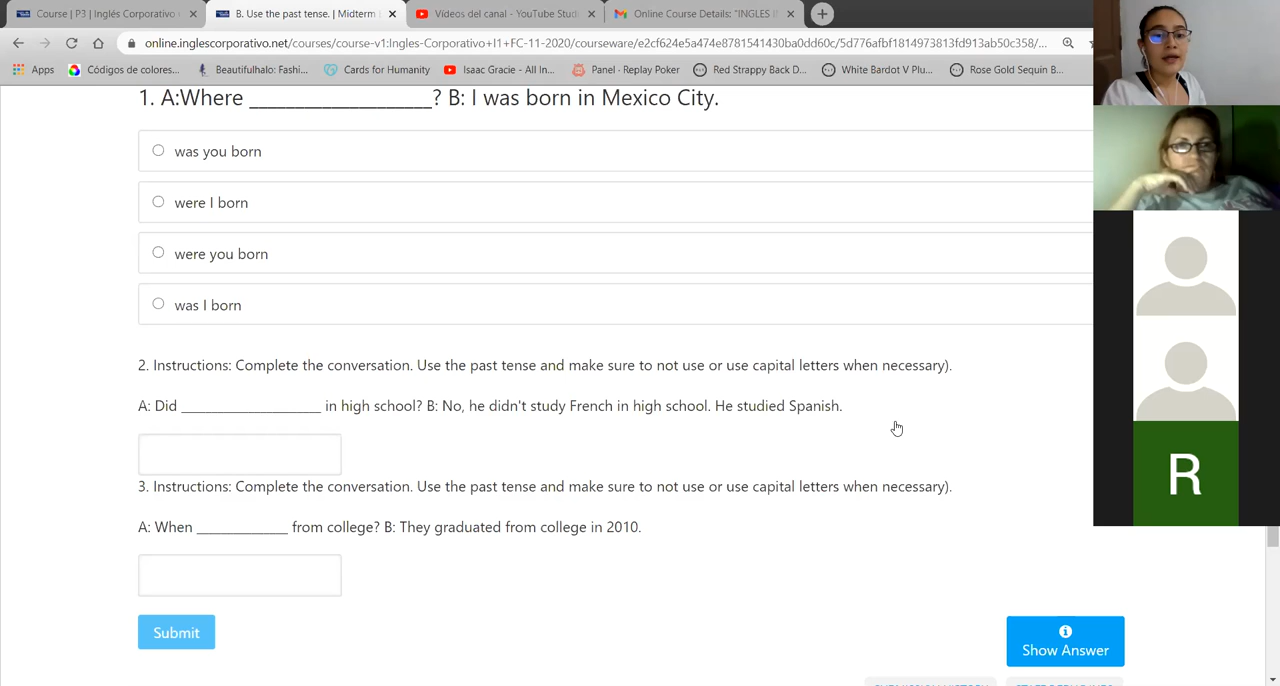 Course | P3 | Inglés Corporativo
B. Use the past tense. | Midterm |
Vídeos del canal - YouTube Stud
Online Course Details: "INGLES I
online.inglescorporativo.net/courses/course-v1:Ingles-Corporativo+I1+FC-11-2020/courseware/e2cf624e5a474e8781541430ba0dd60c/5d776afbf1814973813fd913ab50c358/...
Apps
Códigos de colores...
Beautifulhalo: Fashi...
Cards for Humanity
Isaac Gracie - All In...
Panel · Replay Poker
Red Strappy Back D...
White Bardot V Plu...
Rose Gold Sequin B...
1. A:Where ____________________? B: I was born in Mexico City.
was you born
were I born
were you born
was I born
2. Instructions: Complete the conversation. Use the past tense and make sure to not use or use capital letters when necessary).
A: Did ____________________ in high school? B: No, he didn't study French in high school. He studied Spanish.
3. Instructions: Complete the conversation. Use the past tense and make sure to not use or use capital letters when necessary).
A: When _____________ from college? B: They graduated from college in 2010.
Submit
Show Answer
R